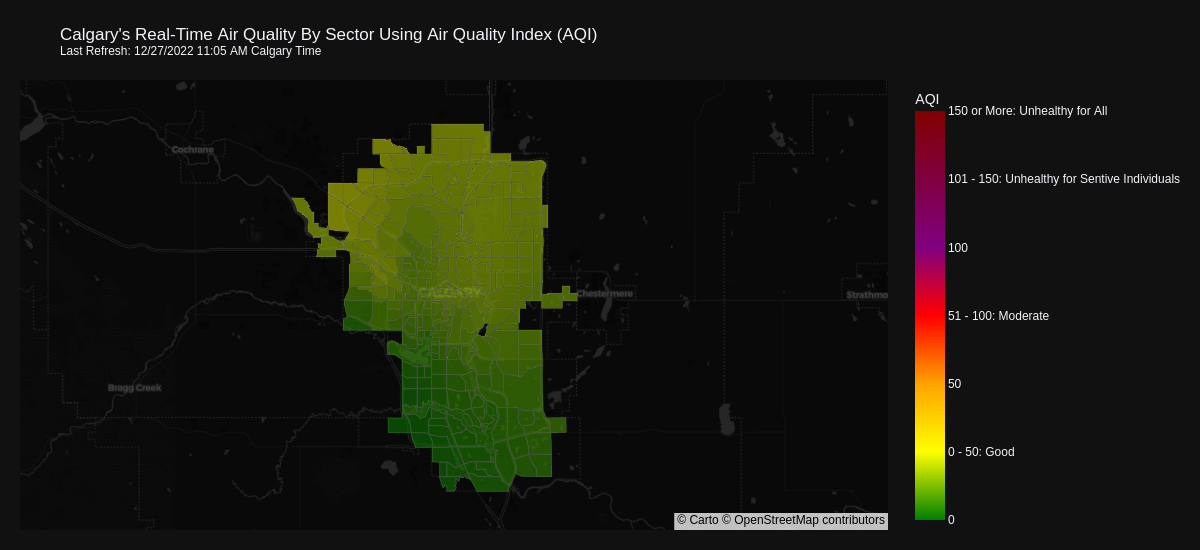 Calgary's Real-Time Air Quality By Sector Using Air Quality Index (AQI)
Last Refresh: 12/27/2022 11:05 AM Calgary Time
AQI
150 or More: Unhealthy for All
101 - 150: Unhealthy for Sentive Individuals
100
51 - 100: Moderate
50
0 - 50: Good
0
Cochrane
CALGARY
Chestermere
Strathmo
Bragg Creek
© Carto © OpenStreetMap contributors